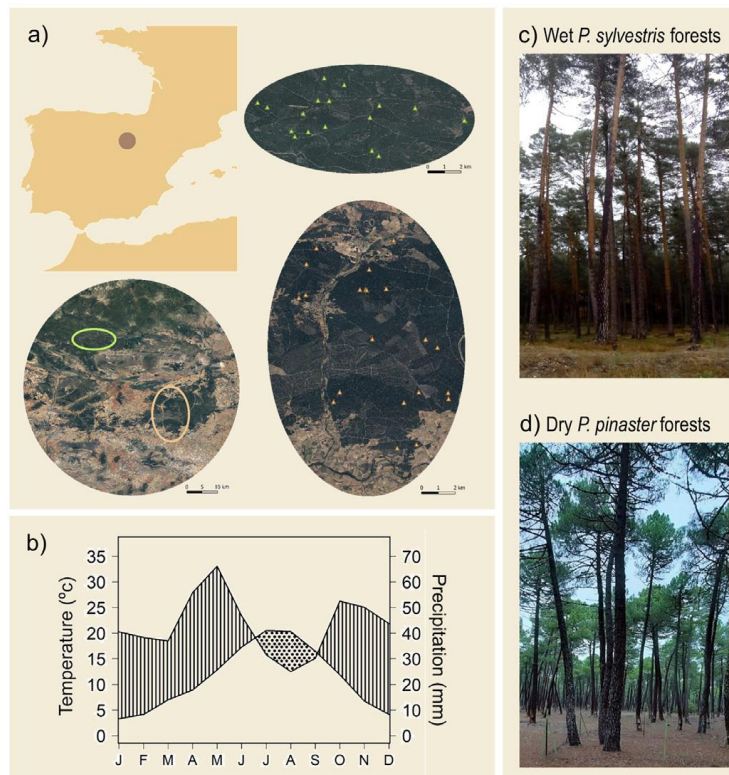 a)
0 1 2 km
0 5 10 km
0 1 2 km
b)
Temperature (ºc)
35
30
25
20
15
10
5
0
70
60
50
40
30
20
10
0
Precipitation (mm)
J F M A M J J A S O N D
c) Wet P. sylvestris forests
d) Dry P. pinaster forests